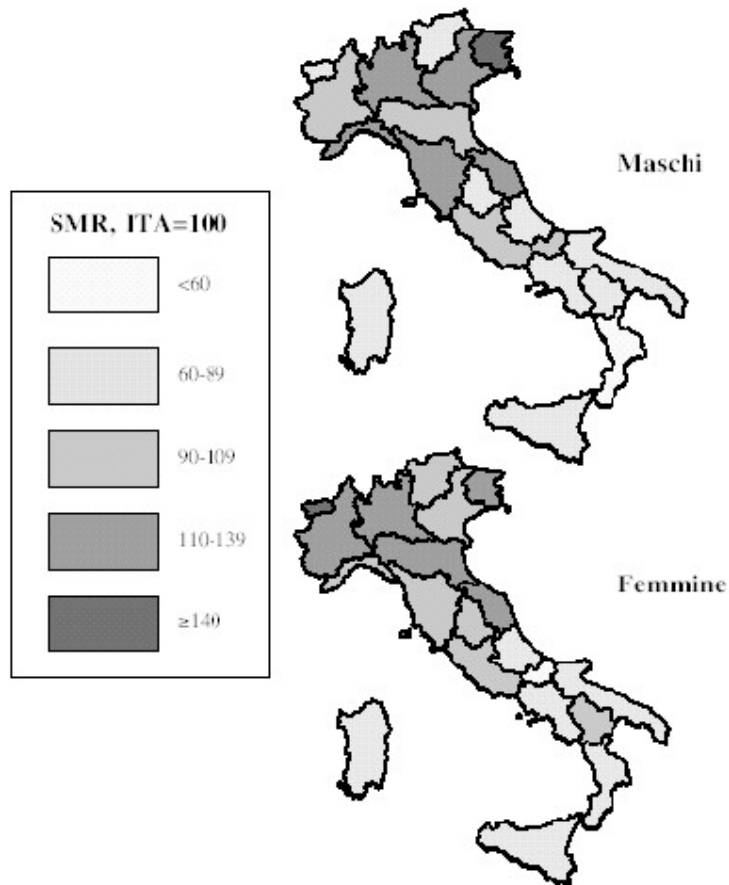 Maschi
SMR, ITA=100
<60
60-89
90-109
110-139
≥140
Femmine